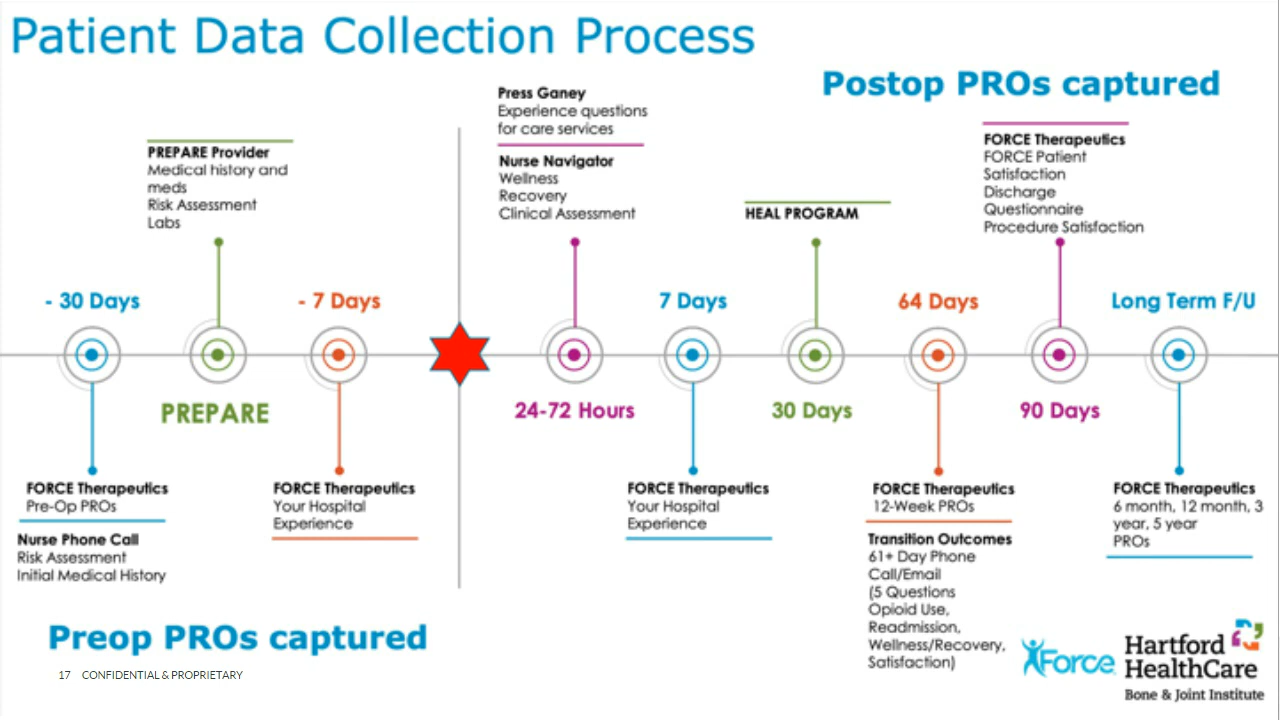 Patient Data Collection Process
Postop PROs captured
PREPARE Provider
Medical history and
meds
Risk Assessment
Labs
Press Ganey
Experience questions
for care services
Nurse Navigator
Wellness
Recovery
Clinical Assessment
HEAL PROGRAM
FORCE Therapeutics
FORCE Patient
Satisfaction
Discharge
Questionnaire
Procedure Satisfaction
- 30 Days
- 7 Days
7 Days
64 Days
Long Term F/U
PREPARE
24-72 Hours
30 Days
90 Days
FORCE Therapeutics
Pre-Op PROs
Nurse Phone Call
Risk Assessment
Initial Medical History
FORCE Therapeutics
Your Hospital
Experience
FORCE Therapeutics
Your Hospital
Experience
FORCE Therapeutics
12-Week PROs
Transition Outcomes
61+ Day Phone
Call/Email
(5 Questions
Opioid Use,
Readmission,
Wellness/Recovery,
Satisfaction)
FORCE Therapeutics
6 month, 12 month, 3
year, 5 year
PROs
Preop PROs captured
17 CONFIDENTIAL & PROPRIETARY
Force
Hartford
HealthCare
Bone & Joint Institute